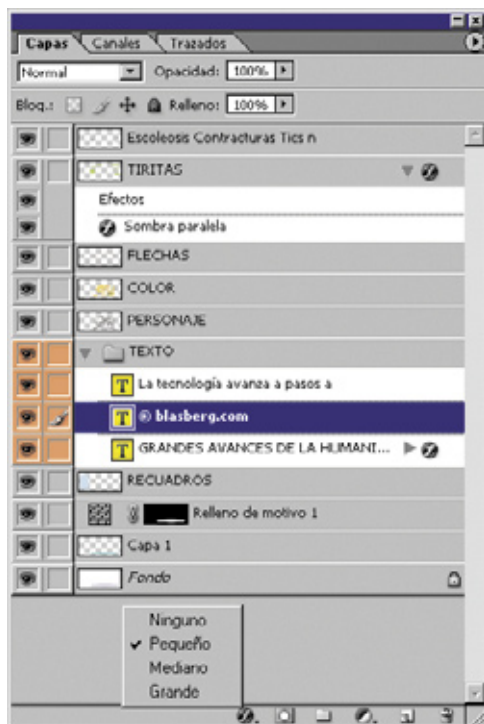 Capas Canales Trazados
Normal Opacidad: 100%
Bloq.: Relleno: 100%
Escoleosis Contracturas Tics n
TIRITAS
Efectos
Sombra paralela
FLECHAS
COLOR
PERSONAJE
TEXTO
T La tecnología avanza a pasos a
T © blasberg.com
T GRANDES AVANCES DE LA HUMANI...
RECUADROS
Relleno de motivo 1
Capa 1
Fondo
Ninguno
Pequeño
Mediano
Grande